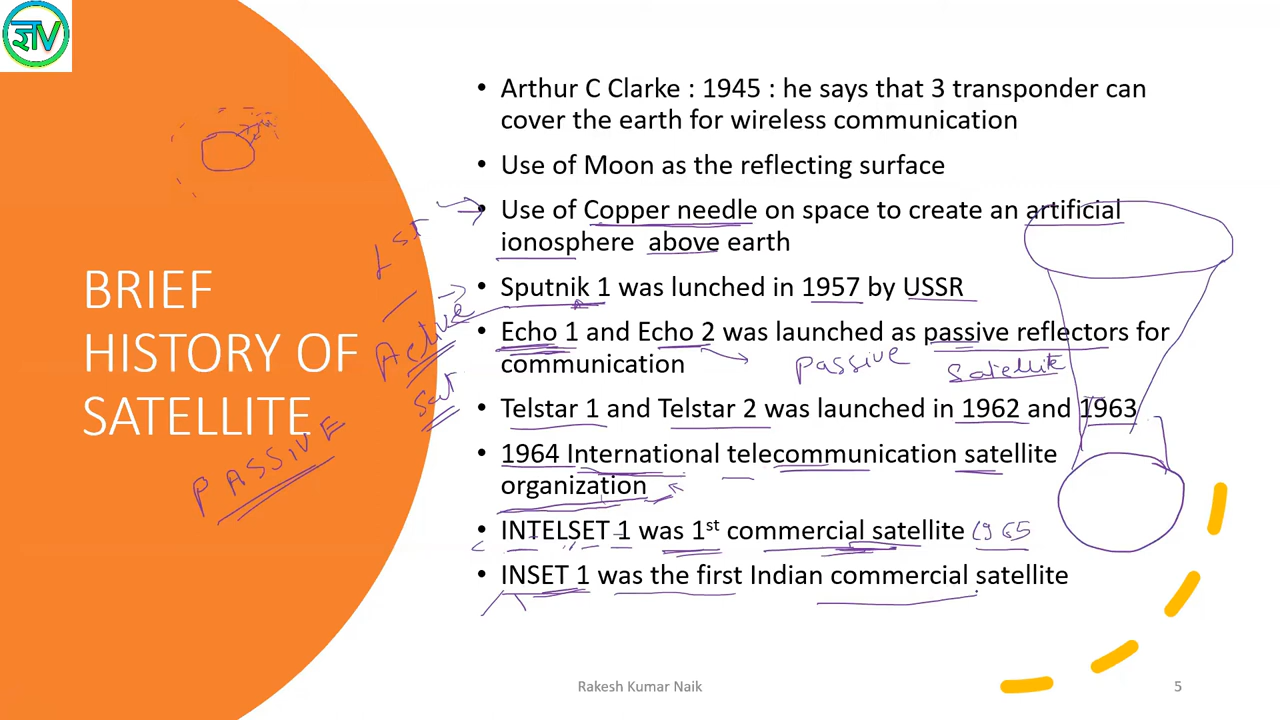 ज्ञV
• Arthur C Clarke : 1945 : he says that 3 transponder can
cover the earth for wireless communication
• Use of Moon as the reflecting surface
• Use of Copper needle on space to create an artificial
ionosphere above earth
• Sputnik 1 was lunched in 1957 by USSR
• Echo 1 and Echo 2 was launched as passive reflectors for
communication
passive satellite
• Telstar 1 and Telstar 2 was launched in 1962 and 1963
• 1964 International telecommunication satellite
organization
• INTELSET 1 was 1st commercial satellite 1965
• INSET 1 was the first Indian commercial satellite
BRIEF
HISTORY OF
SATELLITE
1st
Active
Sat
PASSIVE
Rakesh Kumar Naik
5